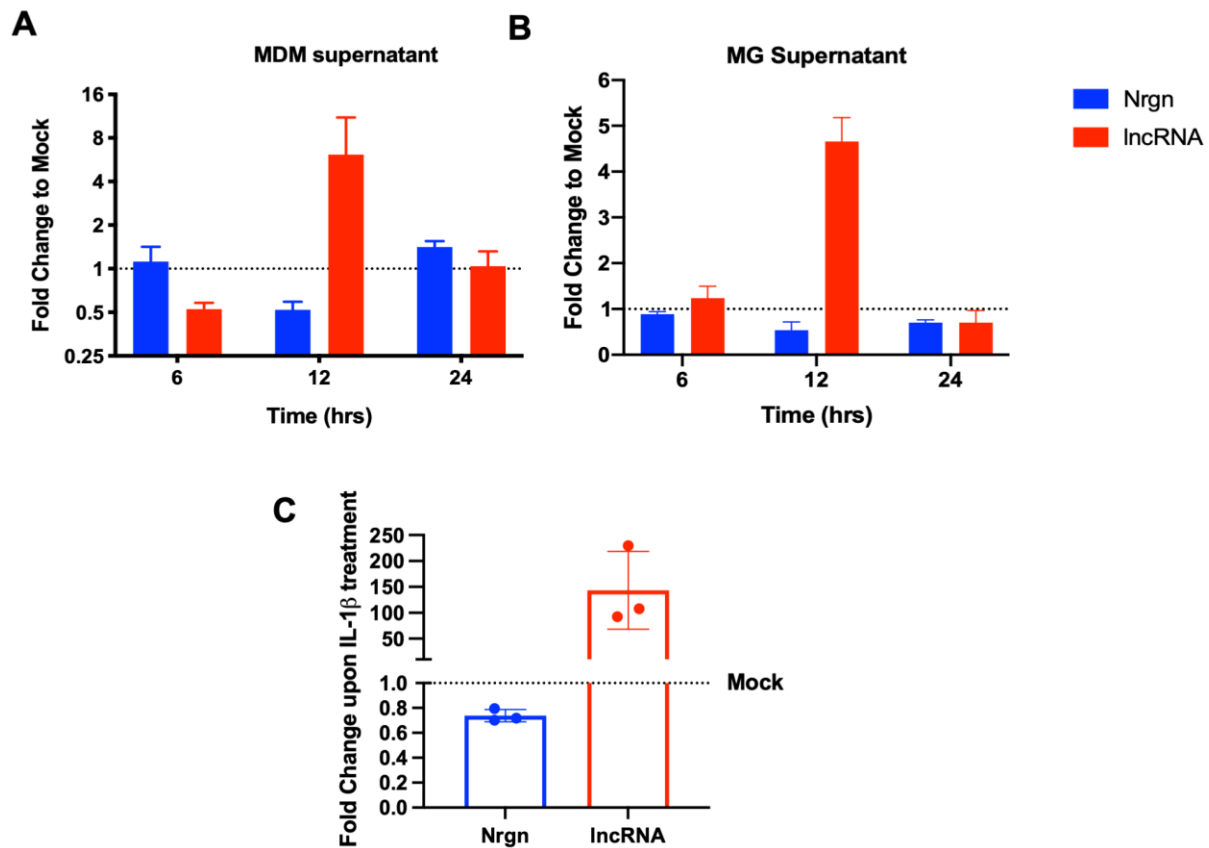 A
MDM supernatant
Fold Change to Mock
16
8
4
2
1
0.5
0.25
6
12
24
Time (hrs)
B
MG Supernatant
Fold Change to Mock
6
5
4
3
2
1
0
6
12
24
Time (hrs)
Nrgn
lncRNA
C
Fold Change upon IL-1β treatment
250
200
150
100
50
1.0
0.8
0.6
0.4
0.2
0.0
Mock
Nrgn
lncRNA